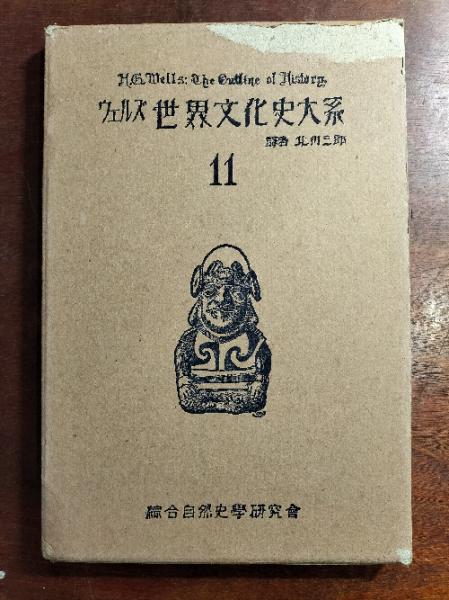 H.G.Wells: The Outline of History.
ウェルズ 世界文化史大系
譯者 北川三郎
11
綜合自然史學研究會